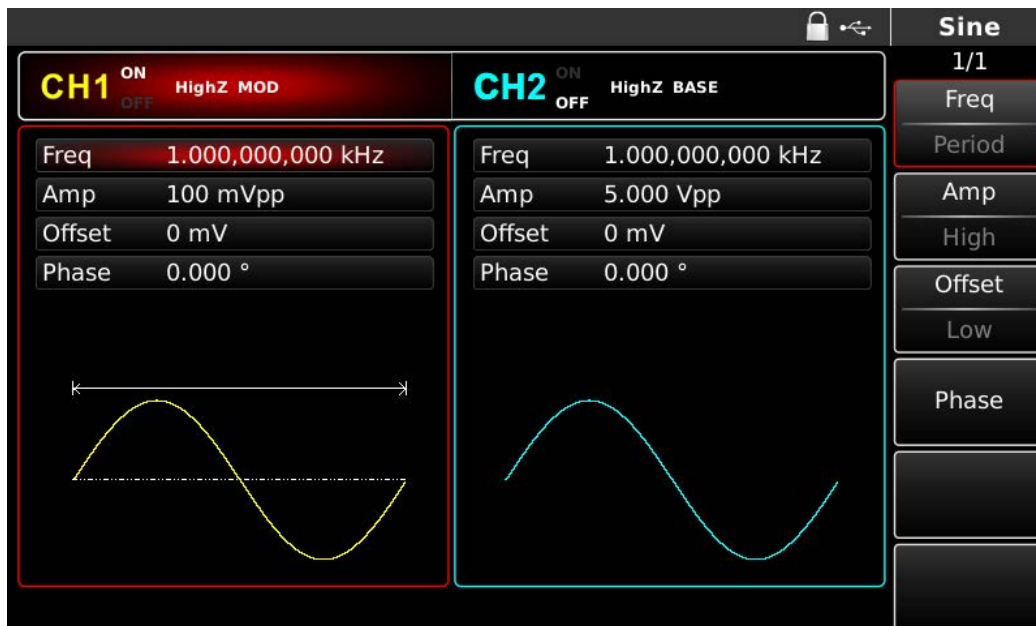 Sine
1/1
CH1 ON OFF HighZ MOD
CH2 ON OFF HighZ BASE
Freq 1.000,000,000 kHz
Amp 100 mVpp
Offset 0 mV
Phase 0.000 °
Freq 1.000,000,000 kHz
Amp 5.000 Vpp
Offset 0 mV
Phase 0.000 °
Freq
Period
Amp
High
Offset
Low
Phase